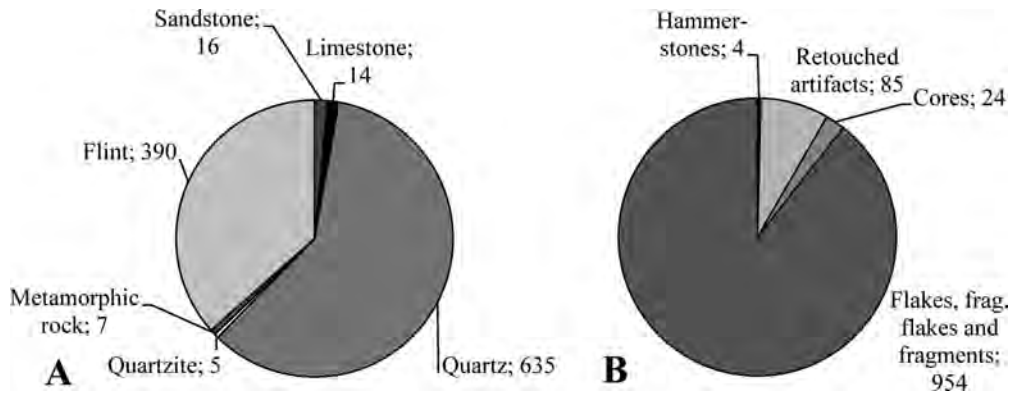 Sandstone;
16
Limestone;
14
Flint; 390
Metamorphic
rock; 7
Quartzite; 5
Quartz; 635
A
Hammer-
stones; 4
Retouched
artifacts; 85
Cores; 24
Flakes, frag.
flakes and
fragments;
954
B